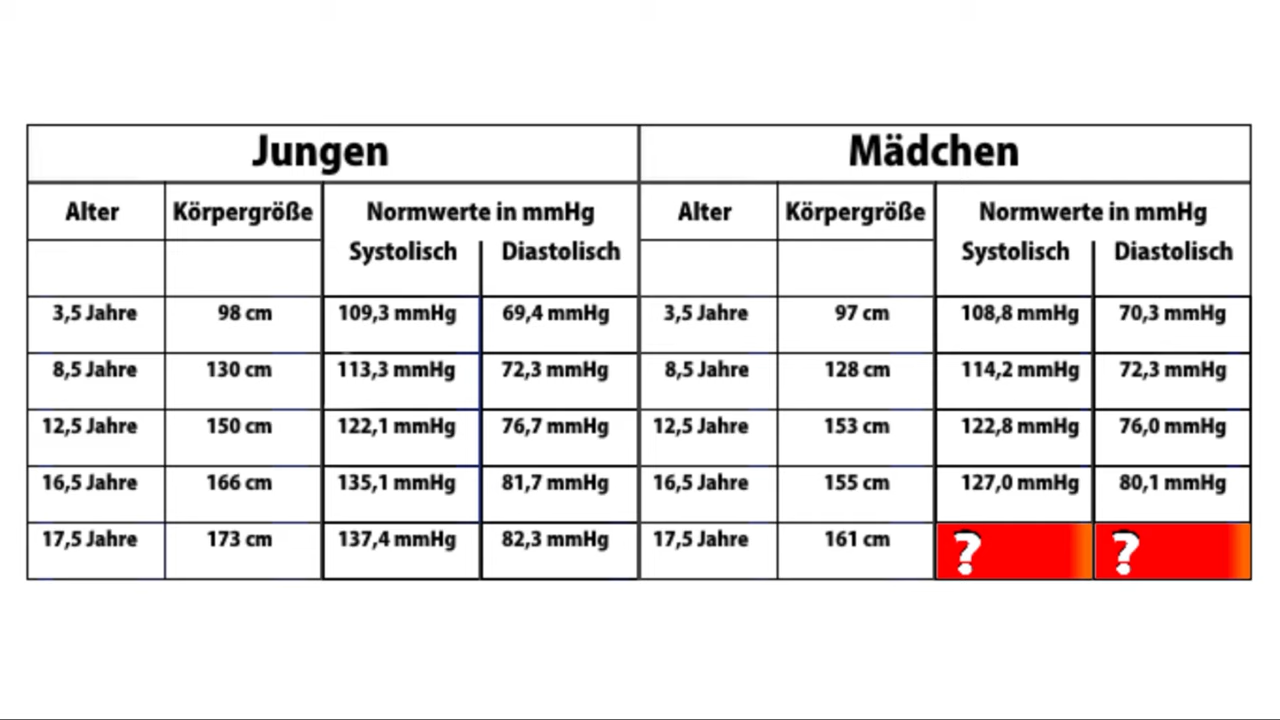 Jungen Mädchen
Alter Körpergröße Normwerte in mmHg Alter Körpergröße Normwerte in mmHg
Systolisch Diastolisch Systolisch Diastolisch
3,5 Jahre 98 cm 109,3 mmHg 69,4 mmHg 3,5 Jahre 97 cm 108,8 mmHg 70,3 mmHg
8,5 Jahre 130 cm 113,3 mmHg 72,3 mmHg 8,5 Jahre 128 cm 114,2 mmHg 72,3 mmHg
12,5 Jahre 150 cm 122,1 mmHg 76,7 mmHg 12,5 Jahre 153 cm 122,8 mmHg 76,0 mmHg
16,5 Jahre 166 cm 135,1 mmHg 81,7 mmHg 16,5 Jahre 155 cm 127,0 mmHg 80,1 mmHg
17,5 Jahre 173 cm 137,4 mmHg 82,3 mmHg 17,5 Jahre 161 cm ? ?